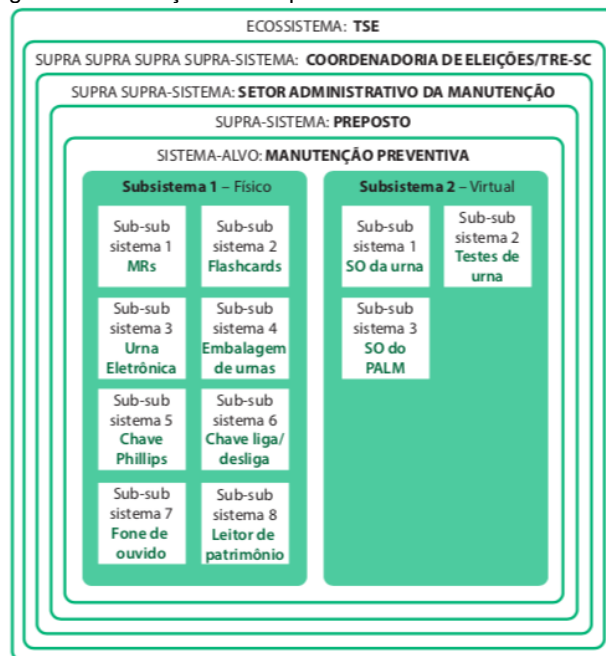 ECOSSISTEMA: TSE
SUPRA SUPRA SUPRA SUPRA-SISTEMA: COORDENADORIA DE ELEIÇÕES/TRE-SC
SUPRA SUPRA-SISTEMA: SETOR ADMINISTRATIVO DA MANUTENÇÃO
SUPRA-SISTEMA: PREPOSTO
SISTEMA-ALVO: MANUTENÇÃO PREVENTIVA
Subsistema 1 – Físico
Sub-sub
sistema 1
MRs
Sub-sub
sistema 2
Flashcards
Sub-sub
sistema 3
Urna
Eletrônica
Sub-sub
sistema 4
Embalagem
de urnas
Sub-sub
sistema 5
Chave
Phillips
Sub-sub
sistema 6
Chave liga/
desliga
Sub-sub
sistema 7
Fone de
ouvido
Sub-sub
sistema 8
Leitor de
patrimônio
Subsistema 2 – Virtual
Sub-sub
sistema 1
SO da urna
Sub-sub
sistema 2
Testes de
urna
Sub-sub
sistema 3
SO do
PALM